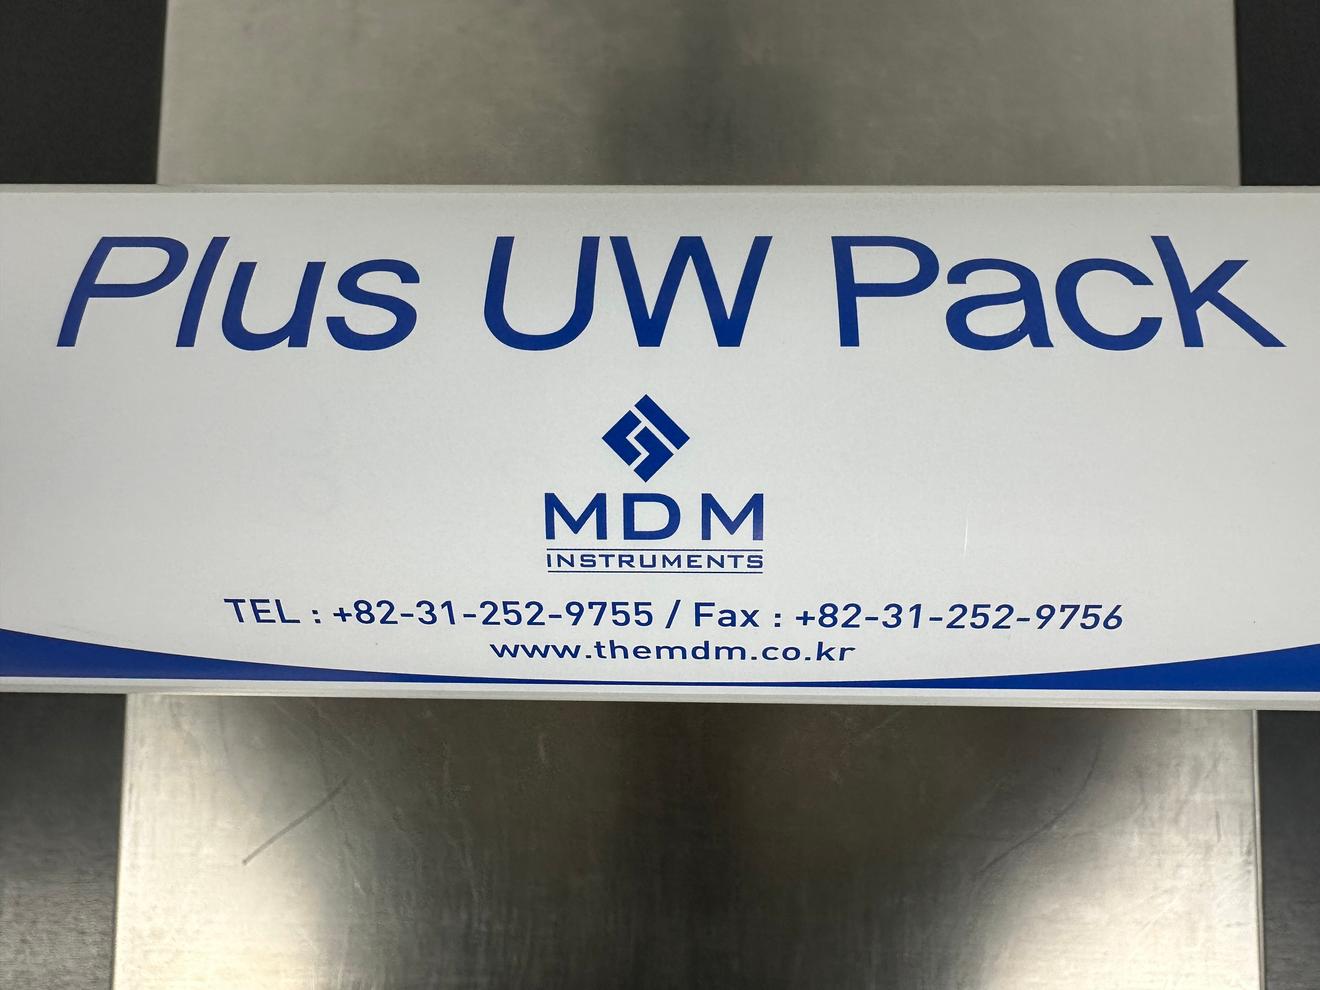 Plus UW Pack
MDM
INSTRUMENTS
TEL : +82-31-252-9755 / Fax : +82-31-252-9756
www.themdm.co.kr